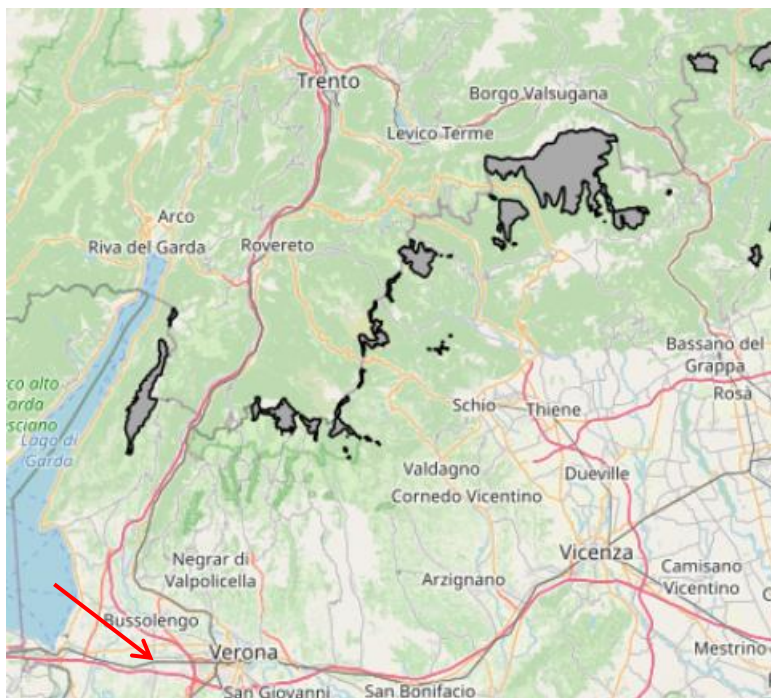 Trento
Borgo Valsugana
Levico Terme
Arco
Riva del Garda
Rovereto
Bassano del
Grappa
Rosà
co alto
arda
sciano
Lago di
Garda
Schio
Thiene
Valdagno
Dueville
Cornedo Vicentino
Vicenza
Negrar di
Valpolicella
Arzignano
Camisano
Vicentino
Bussolengo
Verona
Mestrino
San Giovanni
San Bonifacio